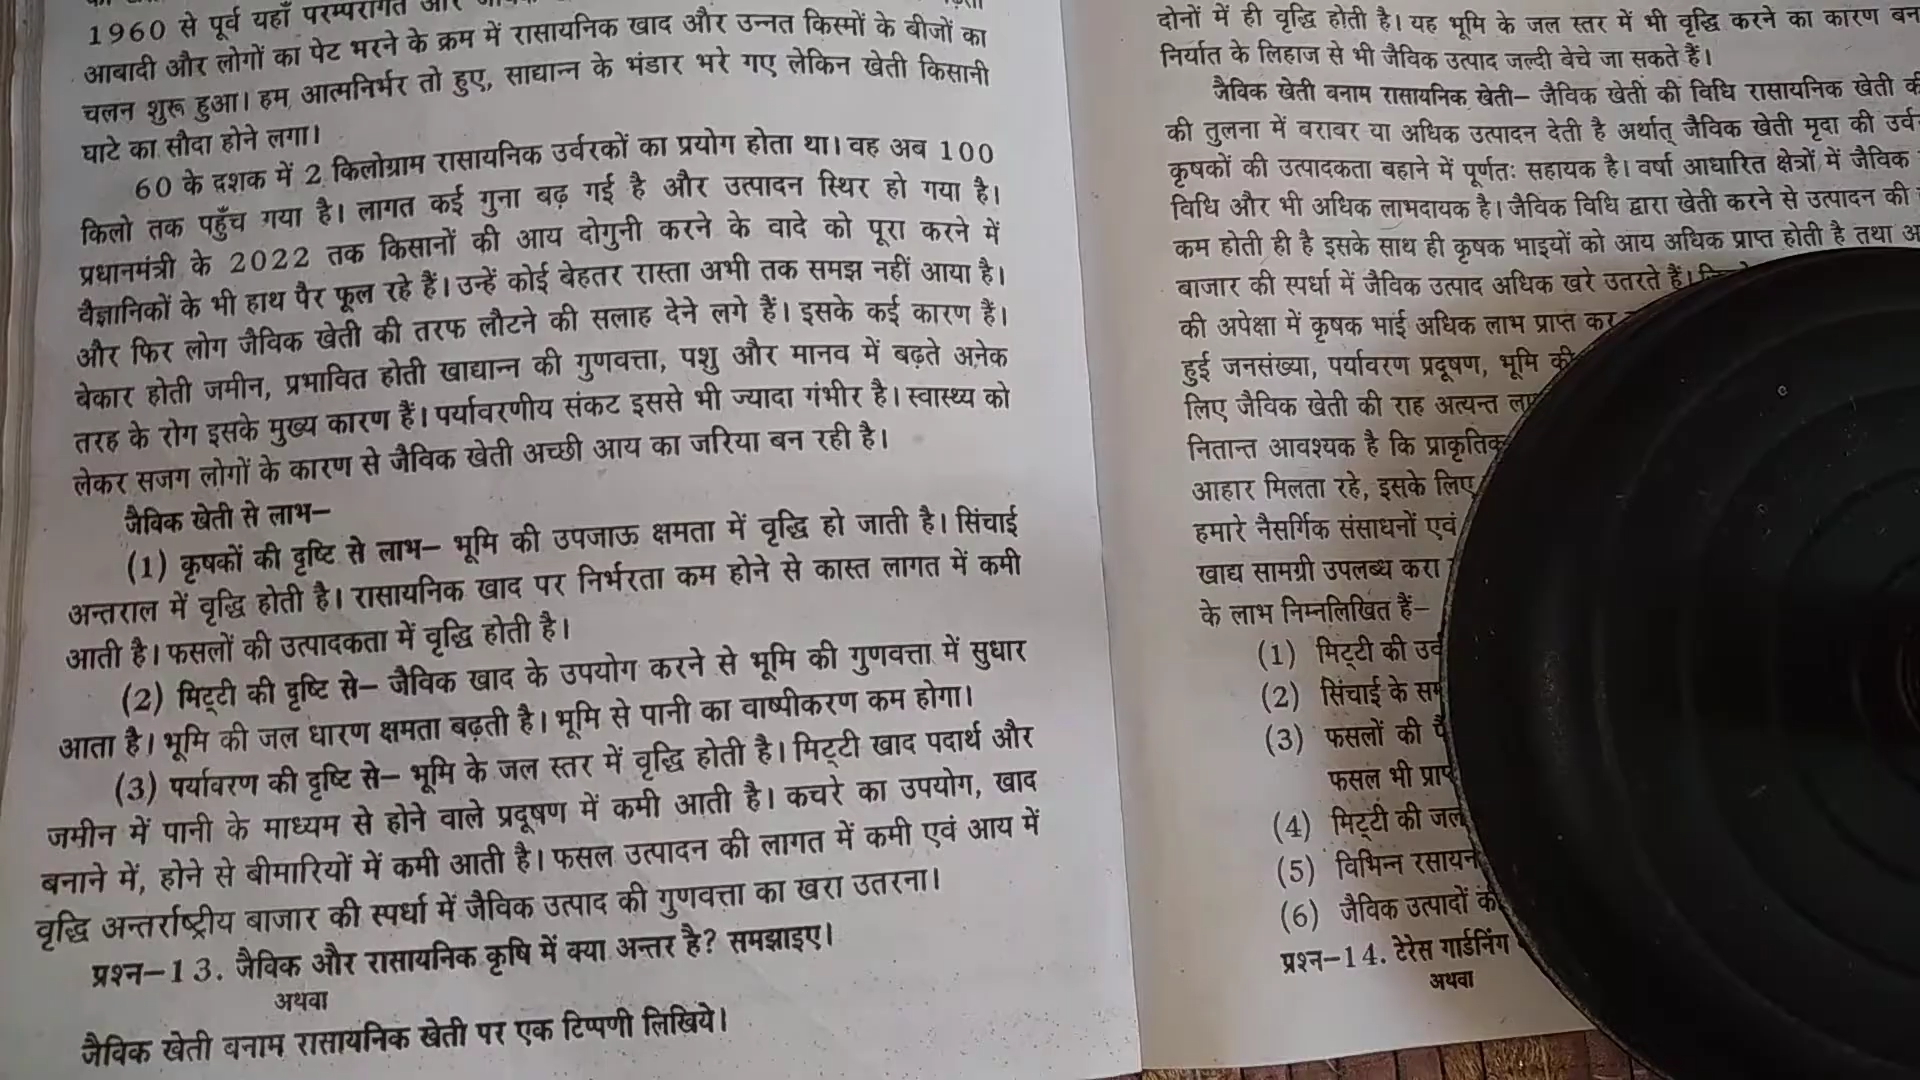 1960 से पूर्व यहाँ परम्परागत और
आबादी और लोगों का पेट भरने के क्रम में रासायनिक खाद और उन्नत किस्मों के बीजों का
चलन शुरू हुआ। हम आत्मनिर्भर तो हुए, साद्यान्न के भंडार भरे गए लेकिन खेती किसानी
घाटे का सौदा होने लगा।
60 के दशक में 2 किलोग्राम रासायनिक उर्वरकों का प्रयोग होता था। वह अब 100
किलो तक पहुँच गया है। लागत कई गुना बढ़ गई है और उत्पादन स्थिर हो गया है।
प्रधानमंत्री के 2022 तक किसानों की आय दोगुनी करने के वादे को पूरा करने में
वैज्ञानिकों के भी हाथ पैर फूल रहे हैं। उन्हें कोई बेहतर रास्ता अभी तक समझ नहीं आया है।
और फिर लोग जैविक खेती की तरफ लौटने की सलाह देने लगे हैं। इसके कई कारण हैं।
बेकार होती जमीन, प्रभावित होती खाद्यान्न की गुणवत्ता, पशु और मानव में बढ़ते अनेक
तरह के रोग इसके मुख्य कारण हैं। पर्यावरणीय संकट इससे भी ज्यादा गंभीर है। स्वास्थ्य को
लेकर सजग लोगों के कारण से जैविक खेती अच्छी आय का जरिया बन रही है।
जैविक खेती से लाभ–
(1) कृषकों की दृष्टि से लाभ– भूमि की उपजाऊ क्षमता में वृद्धि हो जाती है। सिंचाई
अन्तराल में वृद्धि होती है। रासायनिक खाद पर निर्भरता कम होने से कास्त लागत में कमी
आती है। फसलों की उत्पादकता में वृद्धि होती है।
(2) मिट्टी की दृष्टि से– जैविक खाद के उपयोग करने से भूमि की गुणवत्ता में सुधार
आता है। भूमि की जल धारण क्षमता बढ़ती है। भूमि से पानी का वाष्पीकरण कम होगा।
(3) पर्यावरण की दृष्टि से– भूमि के जल स्तर में वृद्धि होती है। मिट्टी खाद पदार्थ और
जमीन में पानी के माध्यम से होने वाले प्रदूषण में कमी आती है। कचरे का उपयोग, खाद
बनाने में, होने से बीमारियों में कमी आती है। फसल उत्पादन की लागत में कमी एवं आय में
वृद्धि अन्तर्राष्ट्रीय बाजार की स्पर्धा में जैविक उत्पाद की गुणवत्ता का खरा उतरना।
प्रश्न–13. जैविक और रासायनिक कृषि में क्या अन्तर है? समझाइए।
अथवा
जैविक खेती बनाम रासायनिक खेती पर एक टिप्पणी लिखिये।
दोनों में ही वृद्धि होती है। यह भूमि के जल स्तर में भी वृद्धि करने का कारण बन
निर्यात के लिहाज से भी जैविक उत्पाद जल्दी बेचे जा सकते हैं।
जैविक खेती बनाम रासायनिक खेती– जैविक खेती की विधि रासायनिक खेती की
की तुलना में बराबर या अधिक उत्पादन देती है अर्थात् जैविक खेती मृदा की
कृषकों की उत्पादकता बहाने में पूर्णतः सहायक है। वर्षा आधारित क्षेत्रों में जैविक
विधि और भी अधिक लाभदायक है। जैविक विधि द्वारा खेती करने से उत्पादन की
कम होती ही है इसके साथ ही कृषक भाइयों को आय अधिक प्राप्त होती है तथा
बाजार की स्पर्धा में जैविक उत्पाद अधिक खरे उतरते हैं।
की अपेक्षा में कृषक भाई अधिक लाभ प्राप्त कर
हुई जनसंख्या, पर्यावरण प्रदूषण, भूमि की
लिए जैविक खेती की राह अत्यन्त
नितान्त आवश्यक है कि प्राकृतिक
आहार मिलता रहे, इसके लिए
हमारे नैसर्गिक संसाधनों एवं
खाद्य सामग्री उपलब्ध करा
के लाभ निम्नलिखित हैं–
(1) मिट्टी की
(2) सिंचाई के
(3) फसलों की
फसल भी
(4) मिट्टी की जल
(5) विभिन्न
(6) जैविक उत्पादों की
प्रश्न–14. टेरेस गार्डनिंग
अथवा